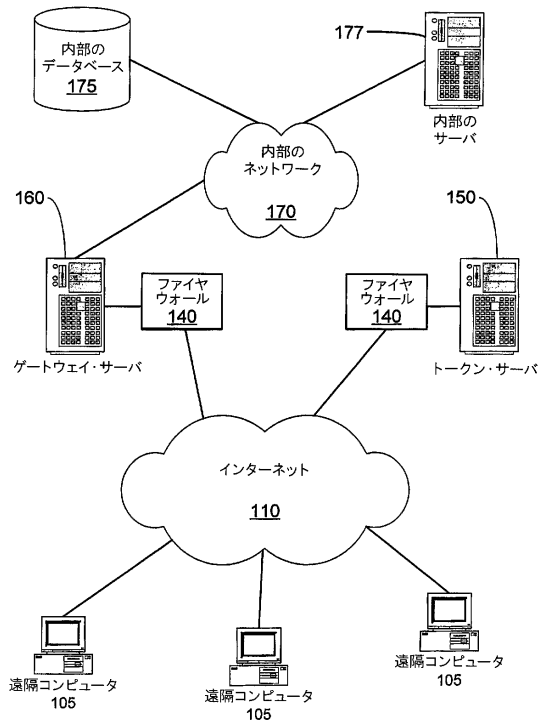 内部の
データベース
175
177
内部の
サーバ
内部の
ネットワーク
170
160
150
ファイヤ
ウォール
140
ファイヤ
ウォール
140
ゲートウェイ・サーバ
トークン・サーバ
インターネット
110
遠隔コンピュータ
105
遠隔コンピュータ
105
遠隔コンピュータ
105